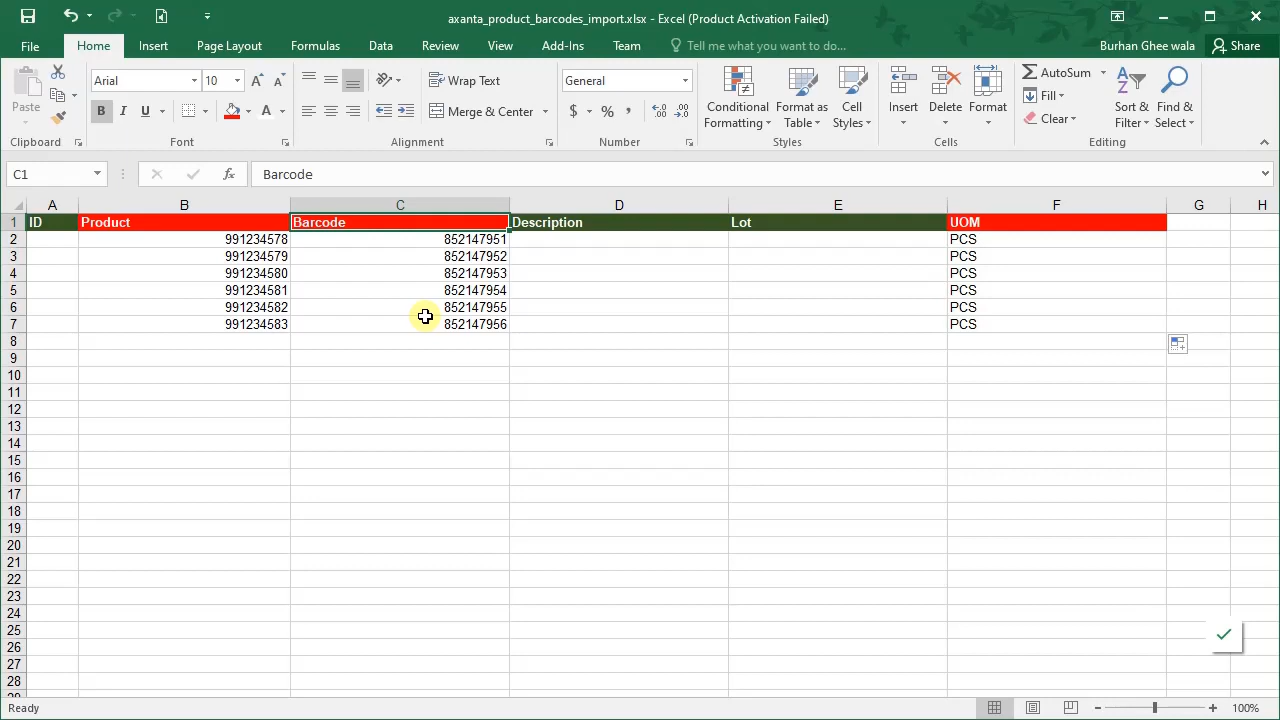 axanta_product_barcodes_import.xlsx - Excel (Product Activation Failed)
File Home Insert Page Layout Formulas Data Review View Add-Ins Team Tell me what you want to do... Burhan Ghee wala Share
Paste
Arial 10
B I U A
Wrap Text
Merge & Center
General
$ % ,
Conditional Formatting
Format as Table
Cell Styles
Insert Delete Format
AutoSum
Fill
Clear
Sort & Filter
Find & Select
Clipboard Font Alignment Number Styles Cells Editing
C1 fx Barcode
A B C D E F G H
1 ID Product Barcode Description Lot UOM
2 991234578 852147951 PCS
3 991234579 852147952 PCS
4 991234580 852147953 PCS
5 991234581 852147954 PCS
6 991234582 852147955 PCS
7 991234583 852147956 PCS
8
9
10
11
12
13
14
15
16
17
18
19
20
21
22
23
24
25
26
27
28
29
Ready 100%